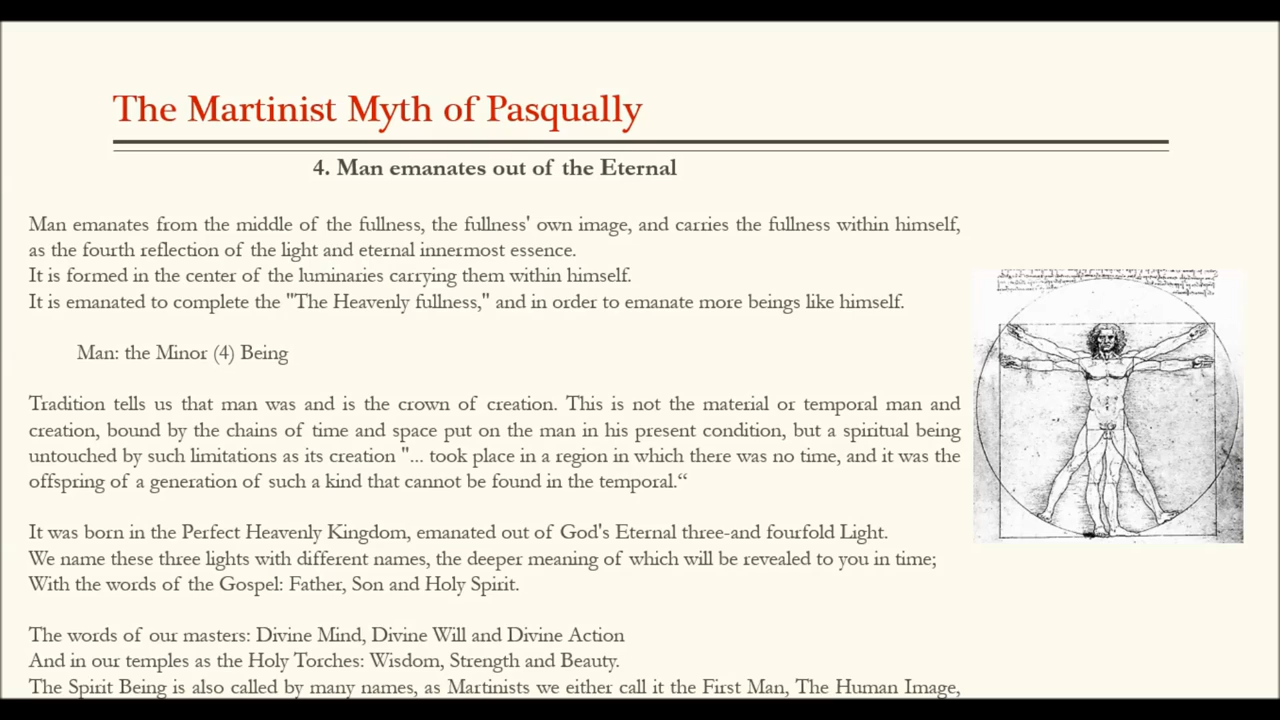 The Martinist Myth of Pasqually
4. Man emanates out of the Eternal
Man emanates from the middle of the fullness, the fullness' own image, and carries the fullness within himself,
as the fourth reflection of the light and eternal innermost essence.
It is formed in the center of the luminaries carrying them within himself.
It is emanated to complete the "The Heavenly fullness," and in order to emanate more beings like himself.
Man: the Minor (4) Being
Tradition tells us that man was and is the crown of creation. This is not the material or temporal man and
creation, bound by the chains of time and space put on the man in his present condition, but a spiritual being
untouched by such limitations as its creation "... took place in a region in which there was no time, and it was the
offspring of a generation of such a kind that cannot be found in the temporal.“
It was born in the Perfect Heavenly Kingdom, emanated out of God's Eternal three-and fourfold Light.
We name these three lights with different names, the deeper meaning of which will be revealed to you in time;
With the words of the Gospel: Father, Son and Holy Spirit.
The words of our masters: Divine Mind, Divine Will and Divine Action
And in our temples as the Holy Torches: Wisdom, Strength and Beauty.
The Spirit Being is also called by many names, as Martinists we either call it the First Man, The Human Image,